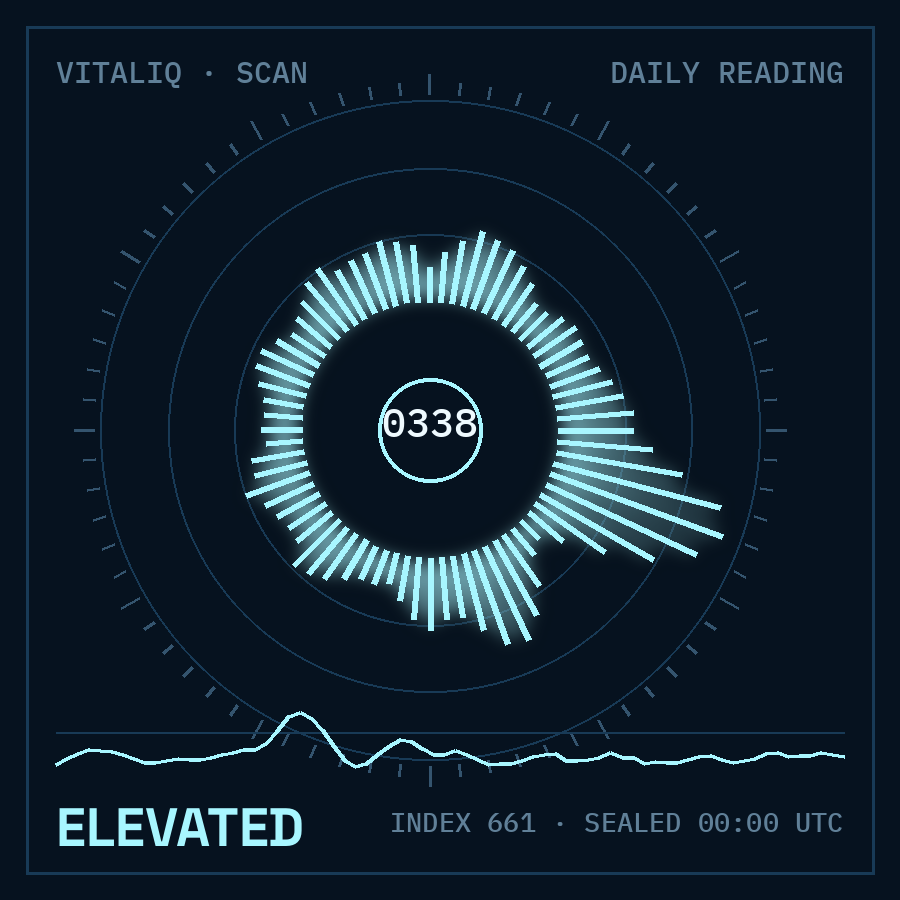 VITALIQ · SCAN
DAILY READING
0338
ELEVATED
INDEX 661 · SEALED 00:00 UTC